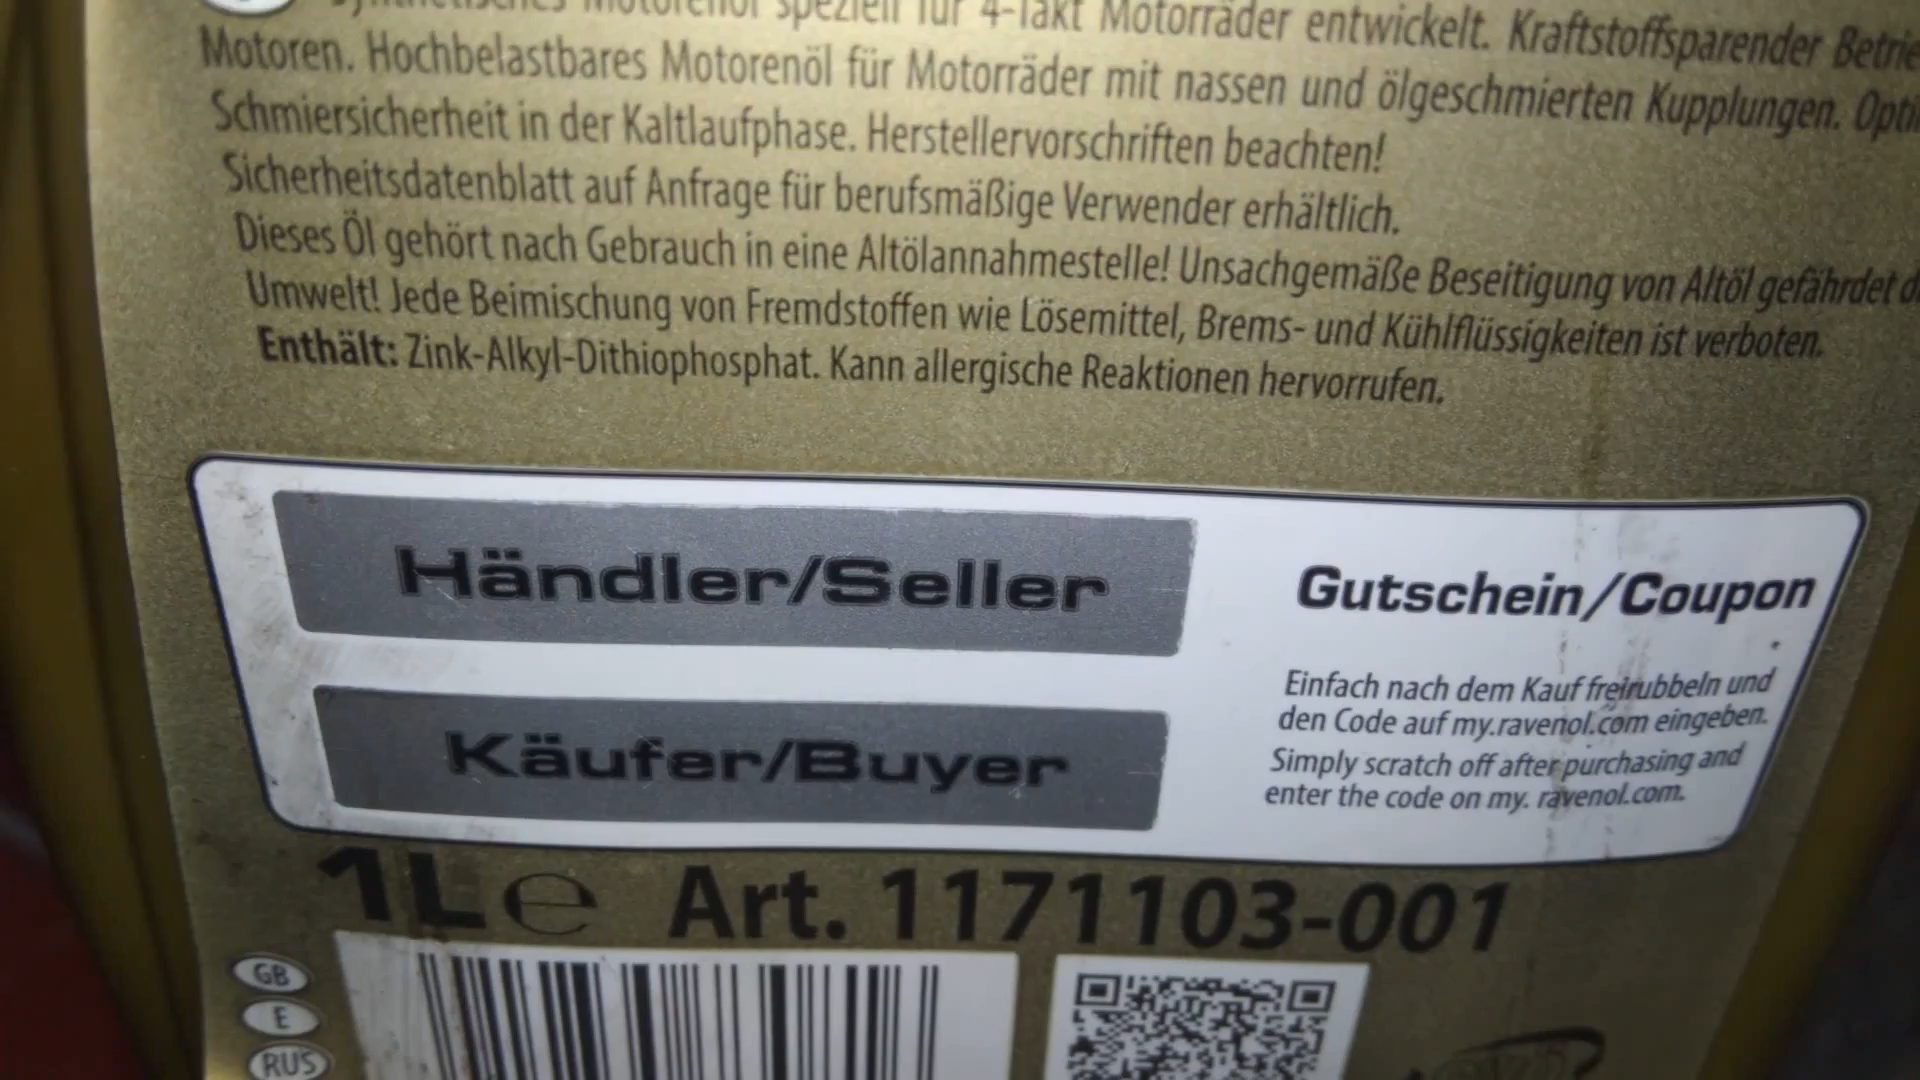 Synthetisches Motorenöl speziell für 4-Takt Motorräder entwickelt. Kraftstoffsparender
Motoren. Hochbelastbares Motorenöl für Motorräder mit nassen und ölgeschmierten Kupplungen.
Schmiersicherheit in der Kaltlaufphase. Herstellervorschriften beachten!
Sicherheitsdatenblatt auf Anfrage für berufsmäßige Verwender erhältlich.
Dieses Öl gehört nach Gebrauch in eine Altölannahmestelle! Unsachgemäße Beseitigung von Altöl gefährdet
Umwelt! Jede Beimischung von Fremdstoffen wie Lösemittel, Brems- und Kühlflüssigkeiten ist verboten.
Enthält: Zink-Alkyl-Dithiophosphat. Kann allergische Reaktionen hervorrufen.
Händler/Seller
Käufer/Buyer
Gutschein/Coupon
Einfach nach dem Kauf freirubbeln und
den Code auf my.ravenol.com eingeben.
Simply scratch off after purchasing and
enter the code on my. ravenol.com.
1L e Art. 1171103-001
GB
E
RUS